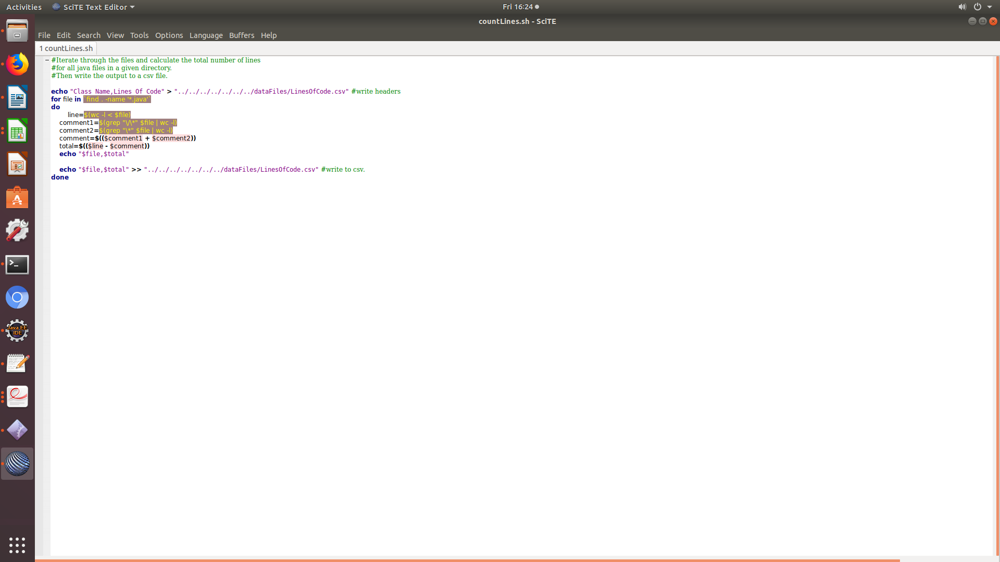 Activities SciTE Text Editor Fri 16:24
countLines.sh - SciTE
File Edit Search View Tools Options Language Buffers Help
1 countLines.sh
#Iterate through the files and calculate the total number of lines
#for all java files in a given directory.
#Then write the output to a csv file.
echo "Class Name,Lines Of Code" > "../../../../../../../dataFiles/LinesOfCode.csv" #write headers
for file in `find . -name '*.java'`
do
line=$(wc -l < $file)
comment1=$(grep "\/\*" $file | wc -l)
comment2=$(grep "\*" $file | wc -l)
comment=$(($comment1 + $comment2))
total=$(($line - $comment))
echo "$file,$total"
echo "$file,$total" >> "../../../../../../../dataFiles/LinesOfCode.csv" #write to csv.
done
Java EE
IDE